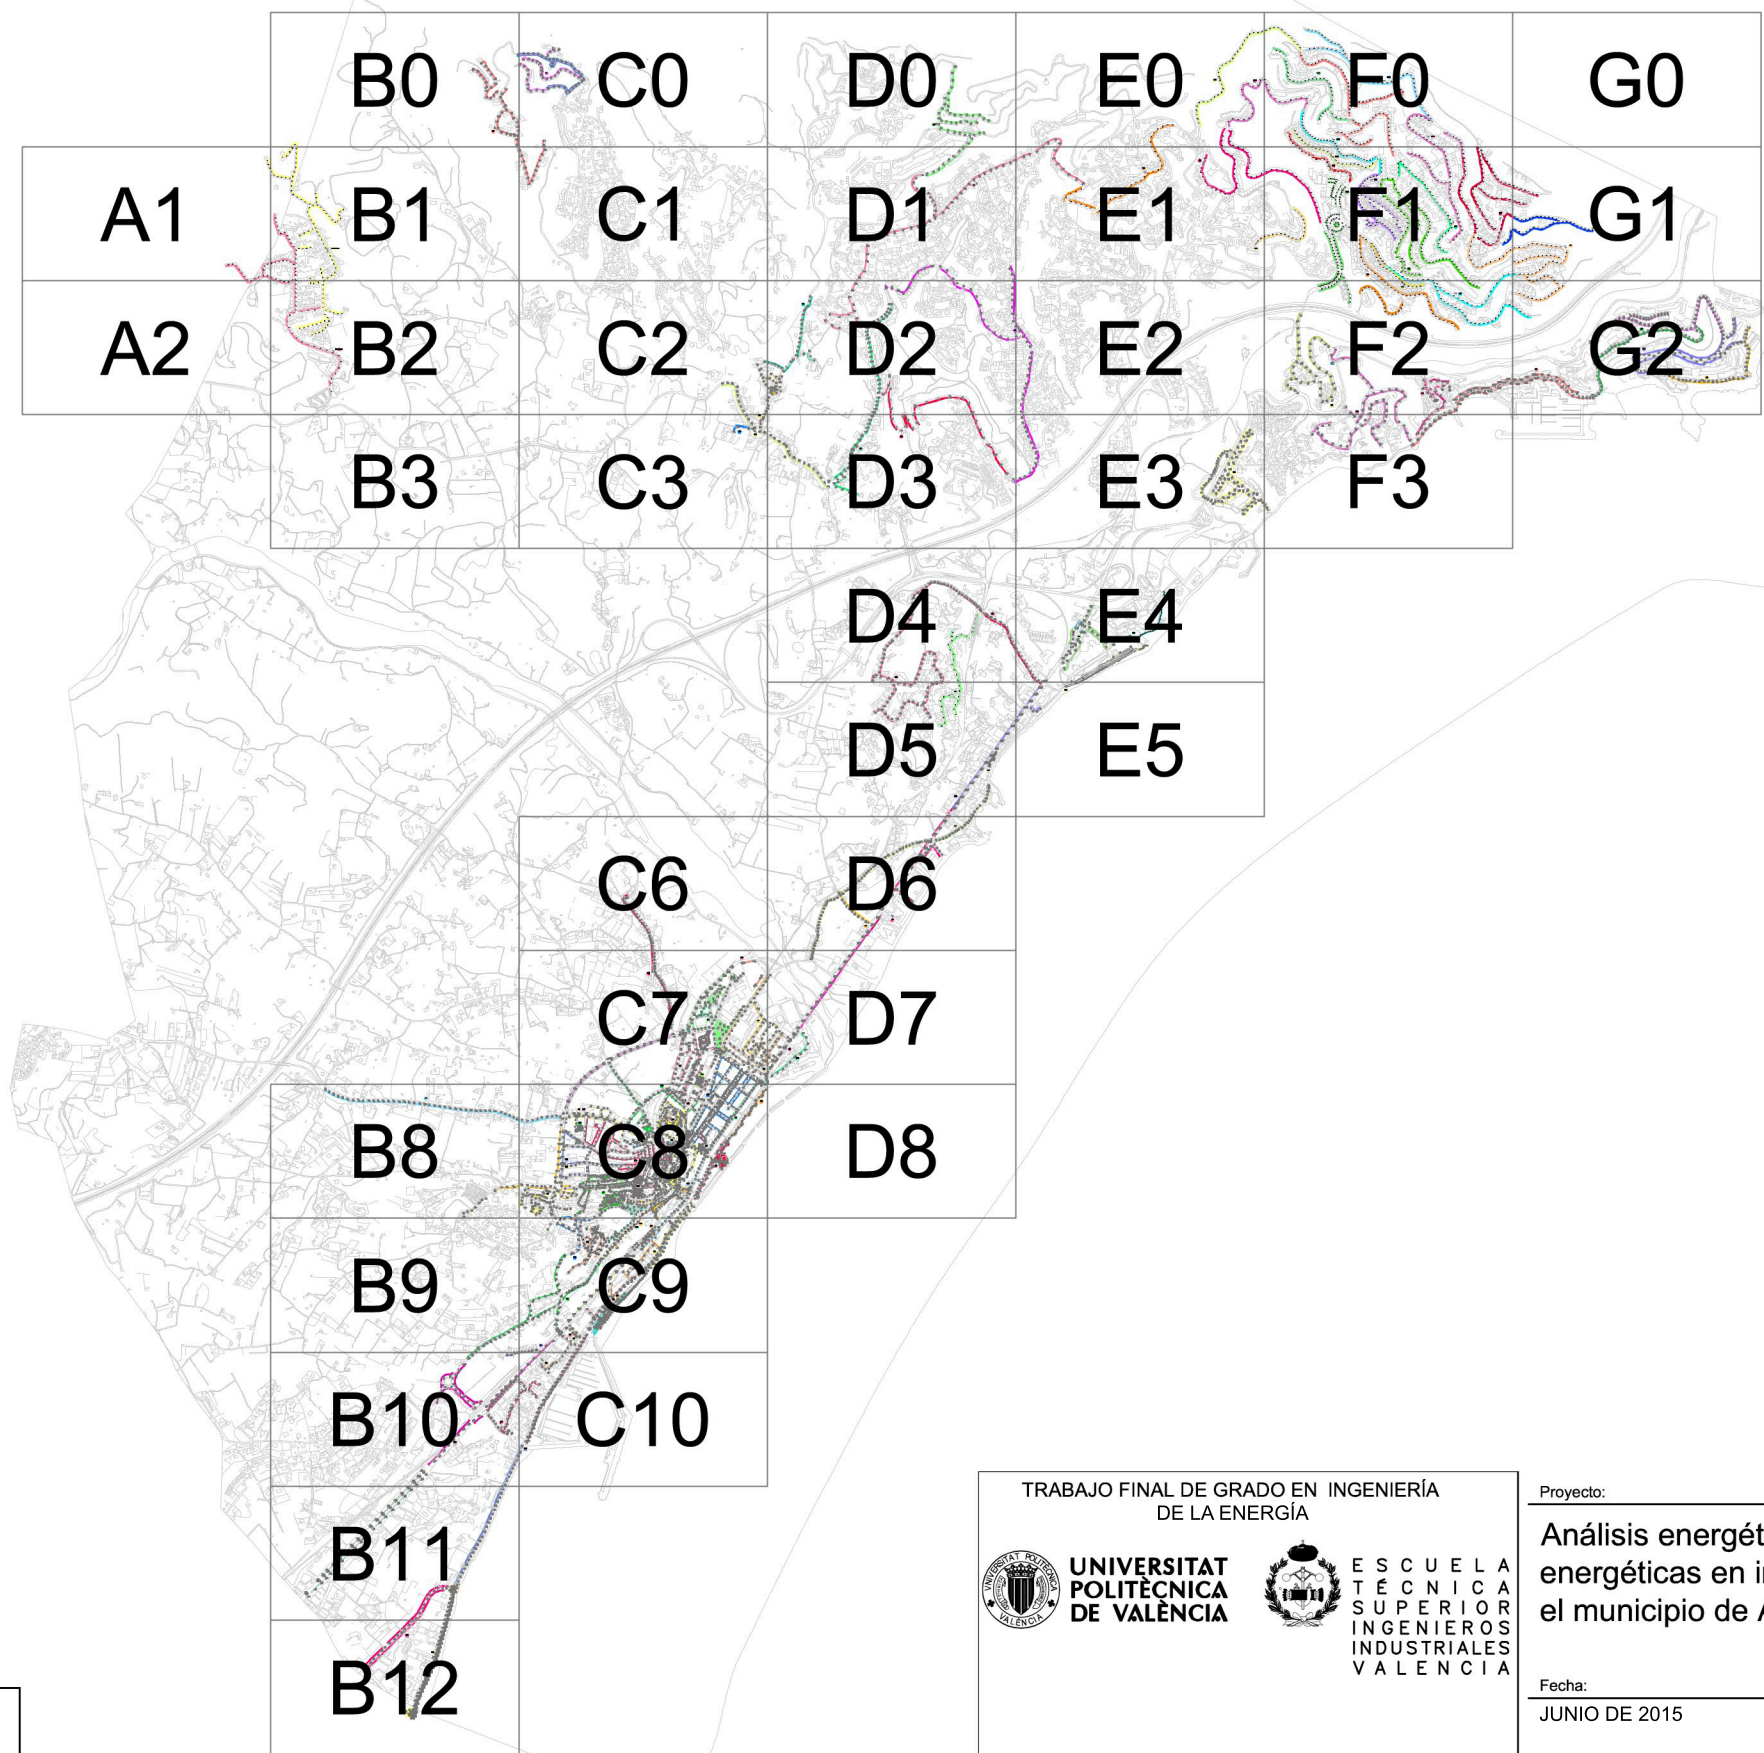 B0 C0 D0 E0 F0 G0
A1 B1 C1 D1 E1 F1 G1
A2 B2 C2 D2 E2 F2 G2
B3 C3 D3 E3 F3
D4 E4
D5 E5
C6 D6
C7 D7
B8 C8 D8
B9 C9
B10 C10
B11
B12
TRABAJO FINAL DE GRADO EN INGENIERÍA
DE LA ENERGÍA
UNIVERSITAT POLITÈCNICA
VALÈNCIA
UNIVERSITAT
POLITÈCNICA
DE VALÈNCIA
ESCUELA
TÉCNICA
SUPERIOR
INGENIEROS
INDUSTRIALES
VALENCIA
Proyecto:
Análisis energét
energéticas en i
el municipio de A
Fecha:
JUNIO DE 2015